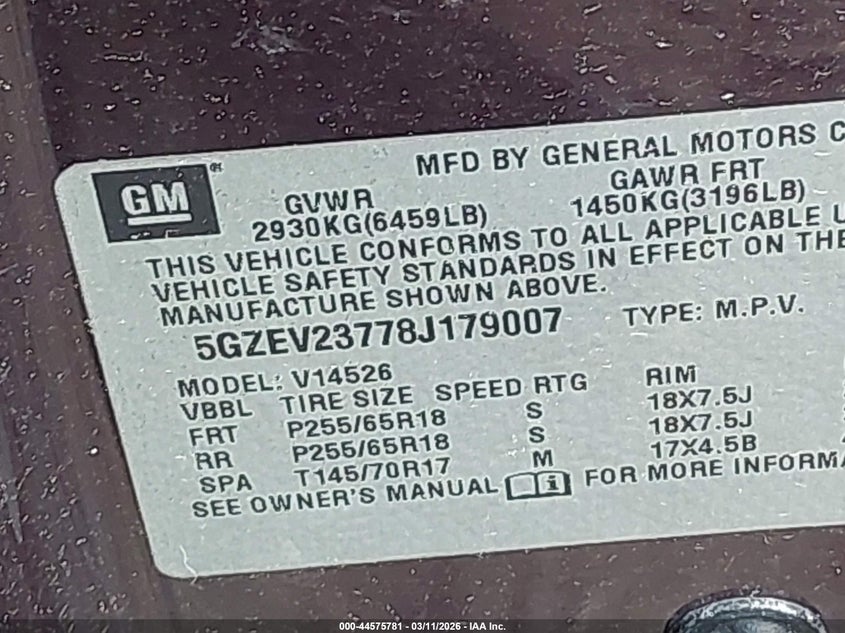 MFD BY GENERAL MOTORS C
GM
GVWR GAWR FRT
2930KG(6459LB) 1450KG(3196LB)
THIS VEHICLE CONFORMS TO ALL APPLICABLE U
VEHICLE SAFETY STANDARDS IN EFFECT ON THE
MANUFACTURE SHOWN ABOVE.
5GZEV23778J179007 TYPE: M.P.V.
MODEL: V14526
VBBL TIRE SIZE SPEED RTG RIM
FRT P255/65R18 S 18X7.5J
RR P255/65R18 S 18X7.5J
SPA T145/70R17 M 17X4.5B
SEE OWNER'S MANUAL FOR MORE INFORMA
000-44575781 - 03/11/2026 - IAA Inc.